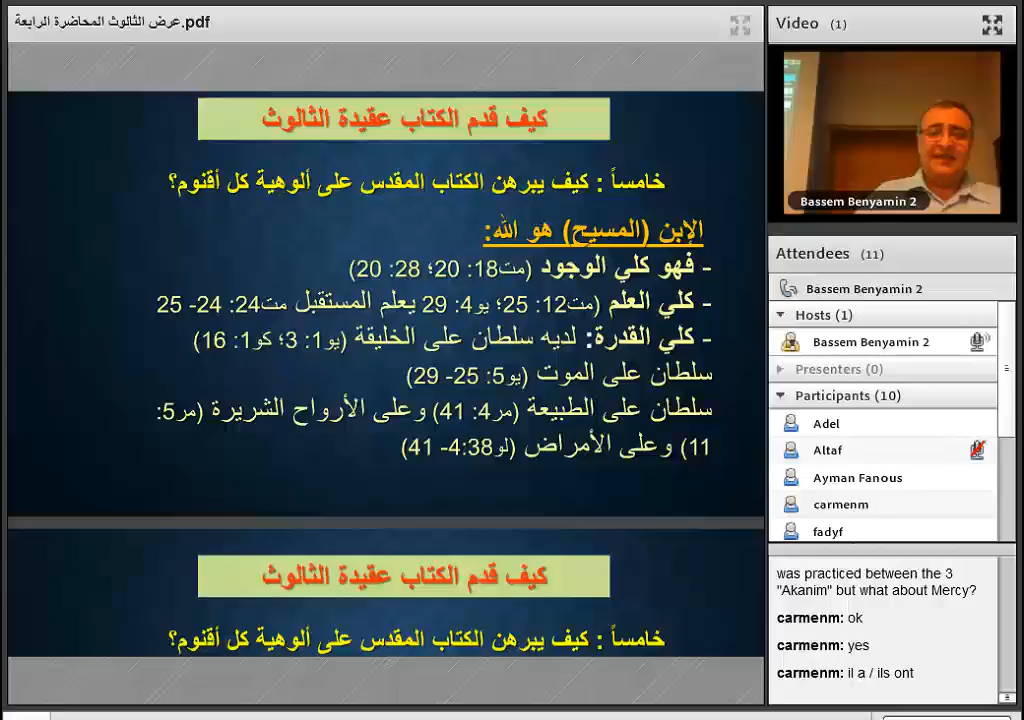 عرض الثالوث المحاضرة الرابعة.pdf
كيف قدم الكتاب عقيدة الثالوث
خامساً : كيف يبرهن الكتاب المقدس على ألوهية كل أقنوم؟
الإبن (المسيح) هو الله:
- فهو كلي الوجود (مت18: 20؛ 28: 20)
- كلي العلم (مت12: 25؛ يو4: 29 يعلم المستقبل مت24: 24- 25
- كلي القدرة: لديه سلطان على الخليقة (يو1: 3؛ كو1: 16)
سلطان على الموت (يو5: 25- 29)
سلطان على الطبيعة (مر4: 41) وعلى الأرواح الشريرة (مر5:
11) وعلى الأمراض (لو4:38- 41)
كيف قدم الكتاب عقيدة الثالوث
خامساً : كيف يبرهن الكتاب المقدس على ألوهية كل أقنوم؟
Video (1)
Bassem Benyamin 2
Attendees (11)
Bassem Benyamin 2
Hosts (1)
Bassem Benyamin 2
Presenters (0)
Participants (10)
Adel
Altaf
Ayman Fanous
carmenm
fadyf
was practiced between the 3
"Akanim" but what about Mercy?
carmenm: ok
carmenm: yes
carmenm: il a / ils ont